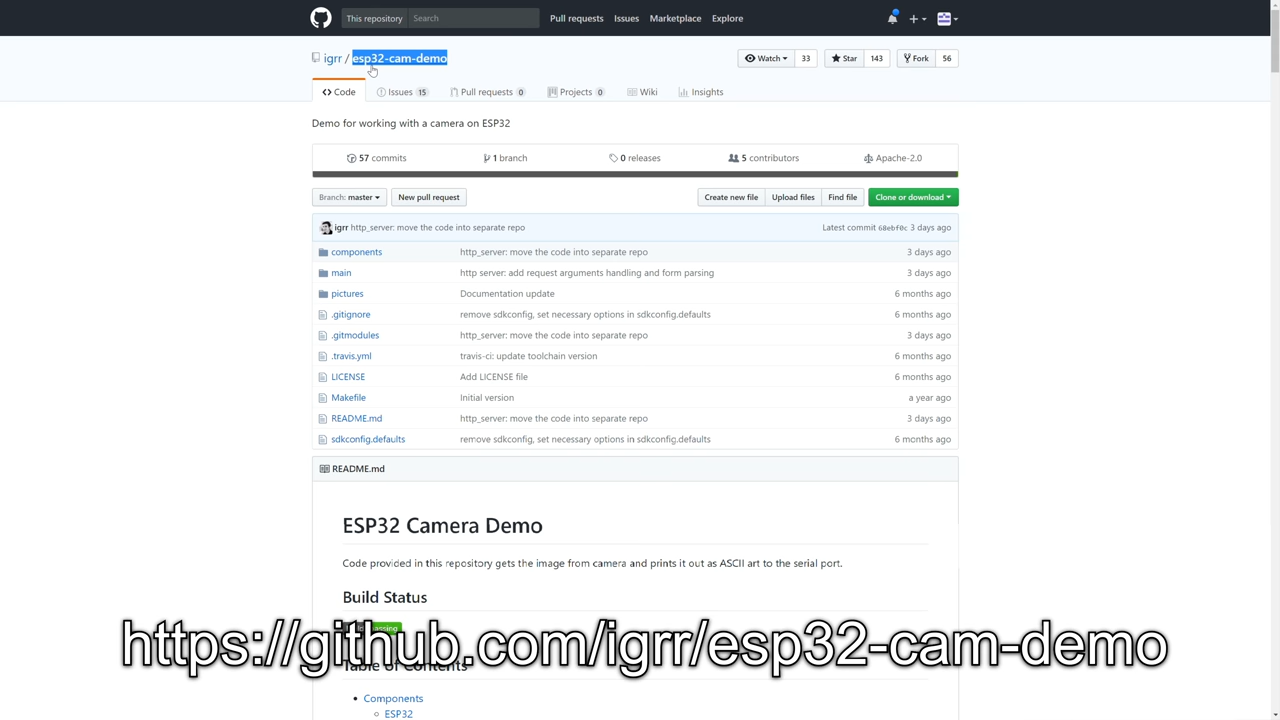 This repository Search Pull requests Issues Marketplace Explore
igrr / esp32-cam-demo Watch 33 Star 143 Fork 56
Code Issues 15 Pull requests 0 Projects 0 Wiki Insights
Demo for working with a camera on ESP32
57 commits 1 branch 0 releases 5 contributors Apache-2.0
Branch: master New pull request Create new file Upload files Find file Clone or download
igrr http_server: move the code into separate repo Latest commit 68ebf0c 3 days ago
components http_server: move the code into separate repo 3 days ago
main http server: add request arguments handling and form parsing 3 days ago
pictures Documentation update 6 months ago
.gitignore remove sdkconfig, set necessary options in sdkconfig.defaults 6 months ago
.gitmodules http_server: move the code into separate repo 3 days ago
.travis.yml travis-ci: update toolchain version 6 months ago
LICENSE Add LICENSE file 6 months ago
Makefile Initial version a year ago
README.md http_server: move the code into separate repo 3 days ago
sdkconfig.defaults remove sdkconfig, set necessary options in sdkconfig.defaults 6 months ago
README.md
ESP32 Camera Demo
Code provided in this repository gets the image from camera and prints it out as ASCII art to the serial port.
Build Status
https://github.com/igrr/esp32-cam-demo
Table of Contents
Components
ESP32